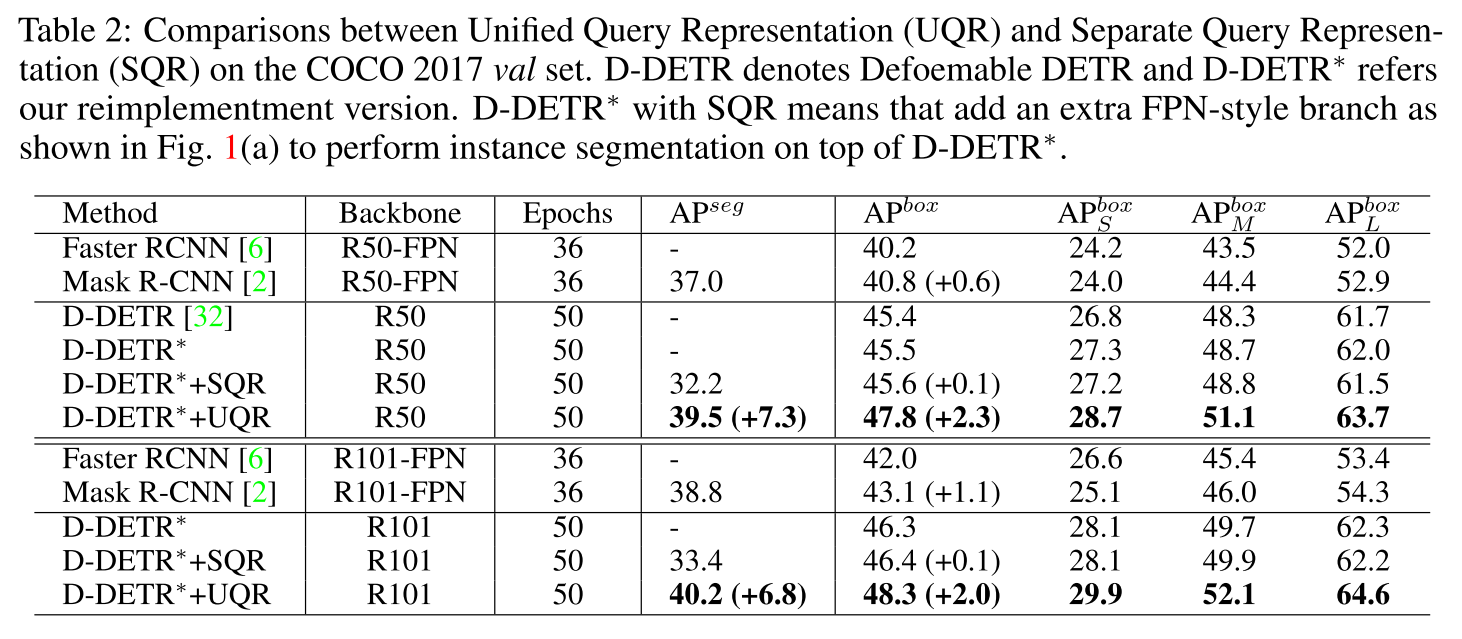 Table 2: Comparisons between Unified Query Representation (UQR) and Separate Query Represen-
tation (SQR) on the COCO 2017 val set. D-DETR denotes Defoemable DETR and D-DETR* refers
our reimplementment version. D-DETR* with SQR means that add an extra FPN-style branch as
shown in Fig. 1(a) to perform instance segmentation on top of D-DETR*.
Method Backbone Epochs AP^seg AP^box AP_S^box AP_M^box AP_L^box
Faster RCNN [6] R50-FPN 36 - 40.2 24.2 43.5 52.0
Mask R-CNN [2] R50-FPN 36 37.0 40.8 (+0.6) 24.0 44.4 52.9
D-DETR [32] R50 50 - 45.4 26.8 48.3 61.7
D-DETR* R50 50 - 45.5 27.3 48.7 62.0
D-DETR*+SQR R50 50 32.2 45.6 (+0.1) 27.2 48.8 61.5
D-DETR*+UQR R50 50 39.5 (+7.3) 47.8 (+2.3) 28.7 51.1 63.7
Faster RCNN [6] R101-FPN 36 - 42.0 26.6 45.4 53.4
Mask R-CNN [2] R101-FPN 36 38.8 43.1 (+1.1) 25.1 46.0 54.3
D-DETR* R101 50 - 46.3 28.1 49.7 62.3
D-DETR*+SQR R101 50 33.4 46.4 (+0.1) 28.1 49.9 62.2
D-DETR*+UQR R101 50 40.2 (+6.8) 48.3 (+2.0) 29.9 52.1 64.6